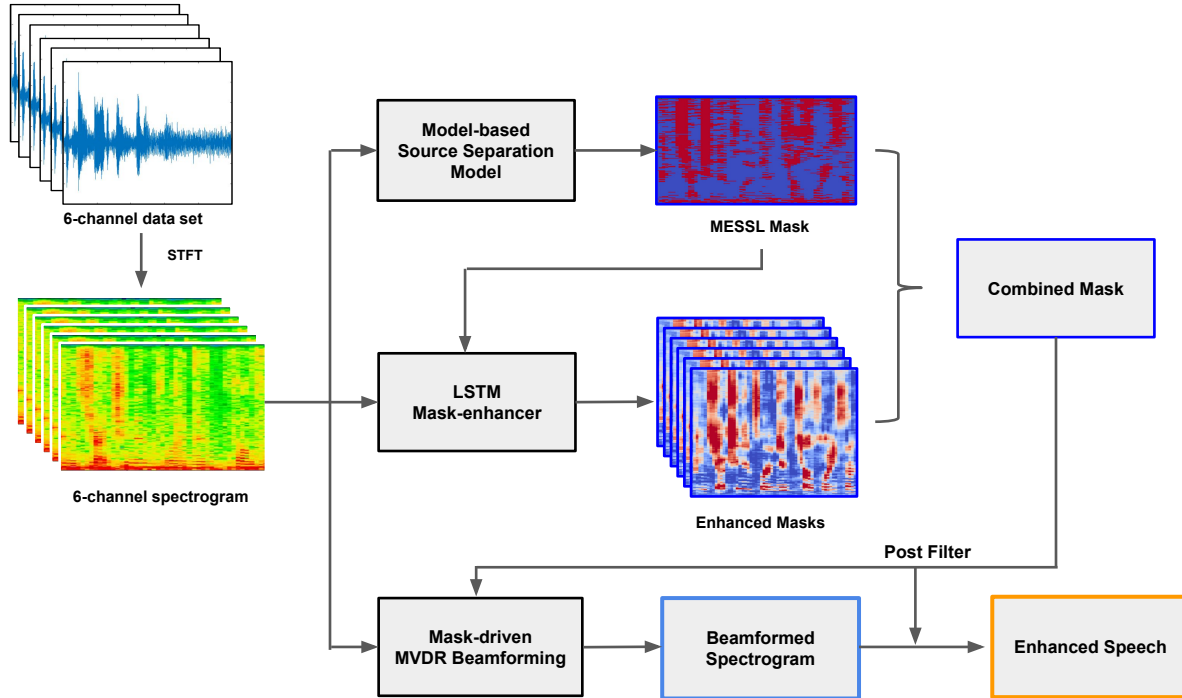 6-channel data set
STFT
6-channel spectrogram
Model-based
Source Separation
Model
MESSL Mask
LSTM
Mask-enhancer
Enhanced Masks
Combined Mask
Post Filter
Mask-driven
MVDR Beamforming
Beamformed
Spectrogram
Enhanced Speech